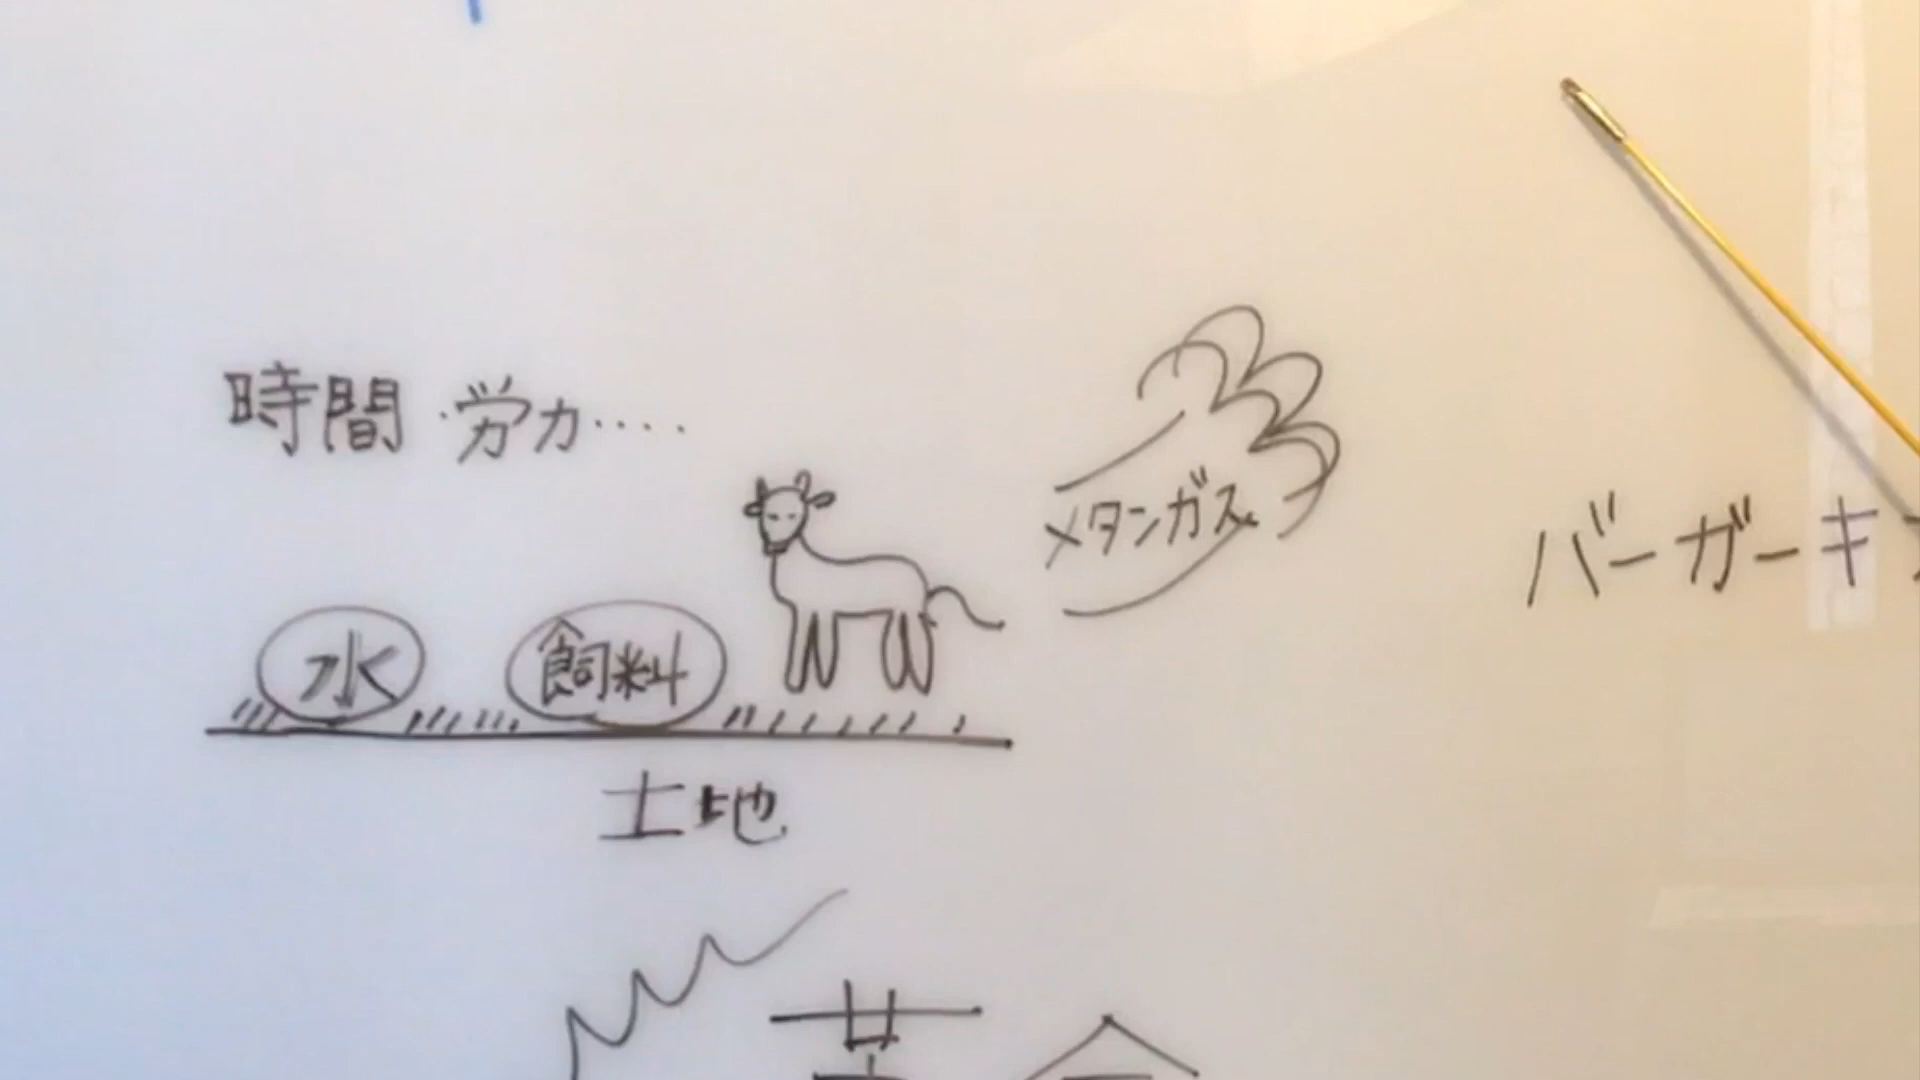 時間・労力‥‥
メタンガス
バーガーキ
水
飼料
土地